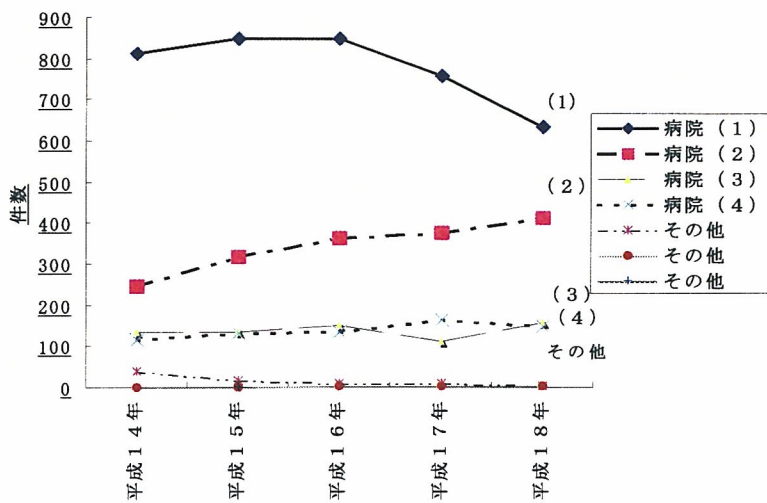 900
800
700
600
500
400
300
200
100
0
件数
平成14年
平成15年
平成16年
平成17年
平成18年
(1)
(2)
(3)
(4)
その他
病院(1)
病院(2)
病院(3)
病院(4)
その他
その他
その他